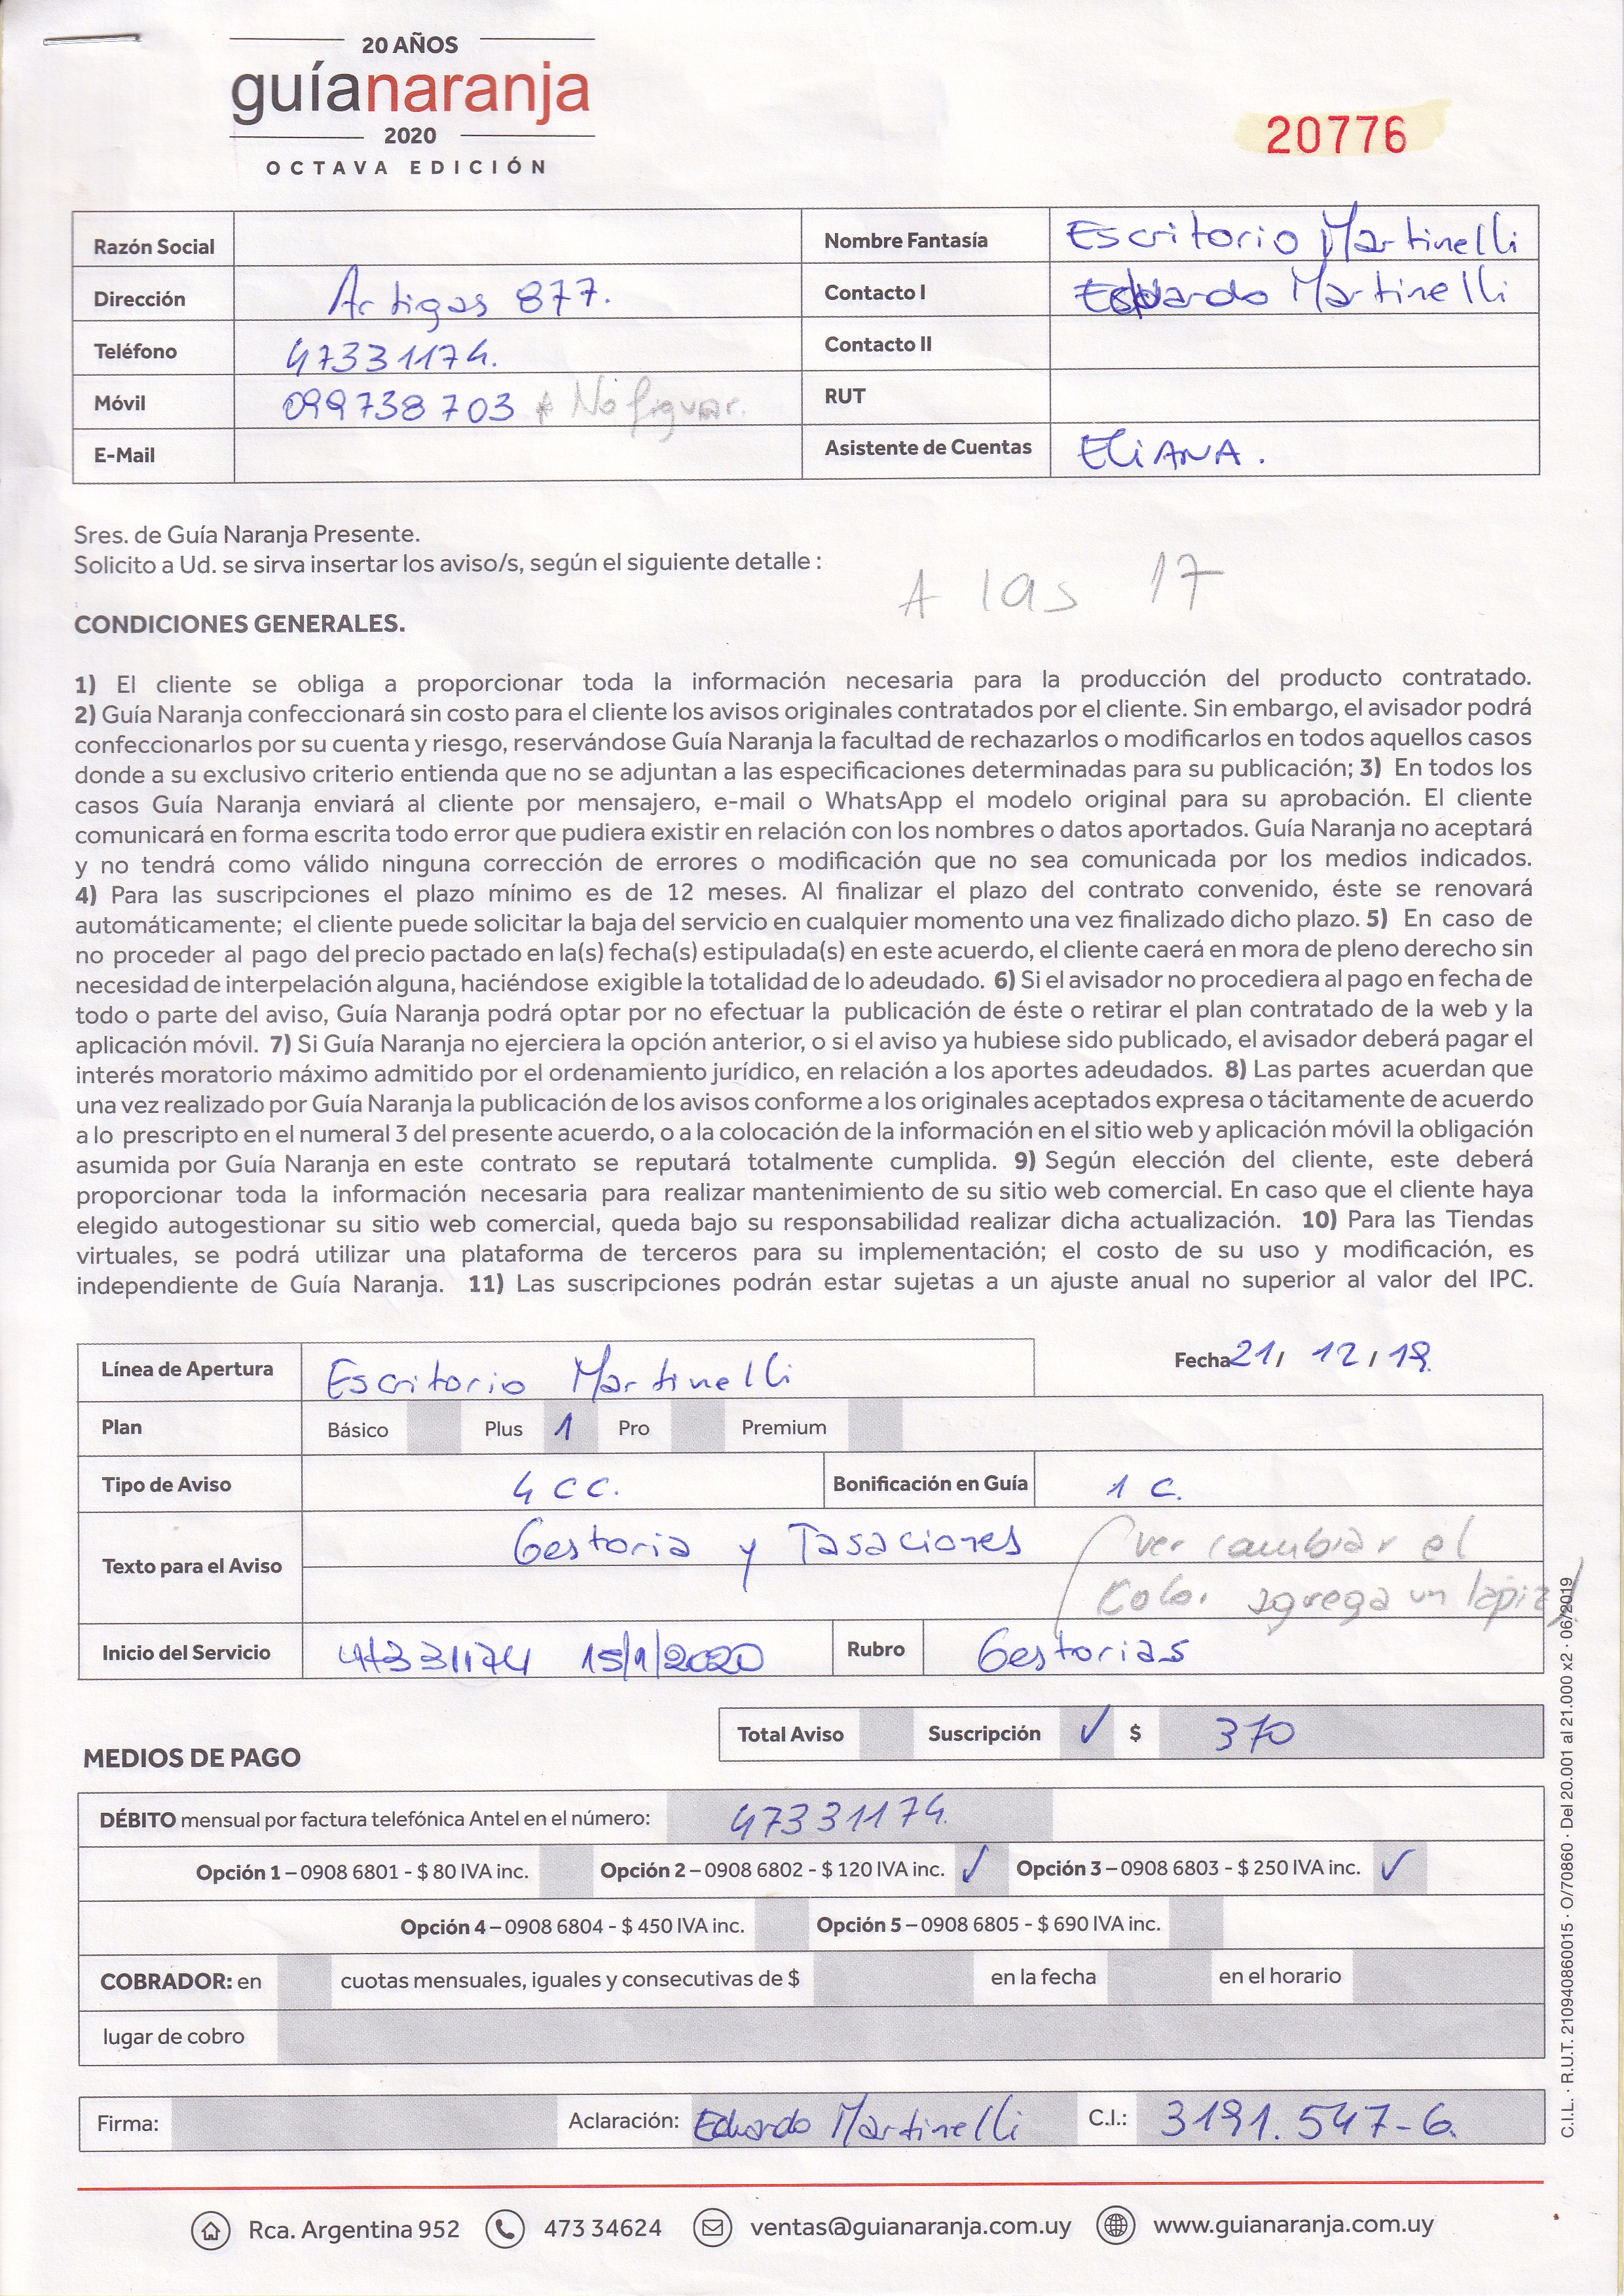 20 AÑOS
guíanaranja
2020
OCTAVA EDICIÓN
20776
Razón Social
Nombre Fantasía Escritorio Martinelli
Dirección Artigas 877.
Contacto I Eduardo Martinelli
Teléfono 47331174.
Contacto II
Móvil 099738703 * No figurar.
RUT
E-Mail
Asistente de Cuentas ELiANA.
Sres. de Guía Naranja Presente.
Solicito a Ud. se sirva insertar los aviso/s, según el siguiente detalle :
A las 17
CONDICIONES GENERALES.
1) El cliente se obliga a proporcionar toda la información necesaria para la producción del producto contratado.
2) Guía Naranja confeccionará sin costo para el cliente los avisos originales contratados por el cliente. Sin embargo, el avisador podrá
confeccionarlos por su cuenta y riesgo, reservándose Guía Naranja la facultad de rechazarlos o modificarlos en todos aquellos casos
donde a su exclusivo criterio entienda que no se adjuntan a las especificaciones determinadas para su publicación; 3) En todos los
casos Guía Naranja enviará al cliente por mensajero, e-mail o WhatsApp el modelo original para su aprobación. El cliente
comunicará en forma escrita todo error que pudiera existir en relación con los nombres o datos aportados. Guía Naranja no aceptará
y no tendrá como válido ninguna corrección de errores o modificación que no sea comunicada por los medios indicados.
4) Para las suscripciones el plazo mínimo es de 12 meses. Al finalizar el plazo del contrato convenido, éste se renovará
automáticamente; el cliente puede solicitar la baja del servicio en cualquier momento una vez finalizado dicho plazo. 5) En caso de
no proceder al pago del precio pactado en la(s) fecha(s) estipulada(s) en este acuerdo, el cliente caerá en mora de pleno derecho sin
necesidad de interpelación alguna, haciéndose exigible la totalidad de lo adeudado. 6) Si el avisador no procediera al pago en fecha de
todo o parte del aviso, Guía Naranja podrá optar por no efectuar la publicación de éste o retirar el plan contratado de la web y la
aplicación móvil. 7) Si Guía Naranja no ejerciera la opción anterior, o si el aviso ya hubiese sido publicado, el avisador deberá pagar el
interés moratorio máximo admitido por el ordenamiento jurídico, en relación a los aportes adeudados. 8) Las partes acuerdan que
una vez realizado por Guía Naranja la publicación de los avisos conforme a los originales aceptados expresa o tácitamente de acuerdo
a lo prescripto en el numeral 3 del presente acuerdo, o a la colocación de la información en el sitio web y aplicación móvil la obligación
asumida por Guía Naranja en este contrato se reputará totalmente cumplida. 9) Según elección del cliente, este deberá
proporcionar toda la información necesaria para realizar mantenimiento de su sitio web comercial. En caso que el cliente haya
elegido autogestionar su sitio web comercial, queda bajo su responsabilidad realizar dicha actualización. 10) Para las Tiendas
virtuales, se podrá utilizar una plataforma de terceros para su implementación; el costo de su uso y modificación, es
independiente de Guía Naranja. 11) Las suscripciones podrán estar sujetas a un ajuste anual no superior al valor del IPC.
Línea de Apertura Escritorio Martinelli
Fecha 21 / 12 / 19.
Plan Básico Plus 1 Pro Premium
Tipo de Aviso 4 CC. Bonificación en Guía 1 C.
Texto para el Aviso Gestoria y Tasaciones
(ver cambiar el
color agrega un lapiz)
Inicio del Servicio 47331174 15/1/2020 Rubro Gestorias
Total Aviso Suscripción ✓ $ 370
MEDIOS DE PAGO
DÉBITO mensual por factura telefónica Antel en el número: 47331174.
Opción 1 – 0908 6801 - $ 80 IVA inc. Opción 2 – 0908 6802 - $ 120 IVA inc. ✓ Opción 3 – 0908 6803 - $ 250 IVA inc. ✓
Opción 4 – 0908 6804 - $ 450 IVA inc. Opción 5 – 0908 6805 - $ 690 IVA inc.
COBRADOR: en cuotas mensuales, iguales y consecutivas de $ en la fecha en el horario
lugar de cobro
Firma: Aclaración: Eduardo Martinelli C.I.: 3191.547-6.
C.I.L. · R.U.T. 210940860015 · O/70860 · Del 20.001 al 21.000 x2 · 06/2019
Rca. Argentina 952 473 34624 ventas@guianaranja.com.uy www.guianaranja.com.uy